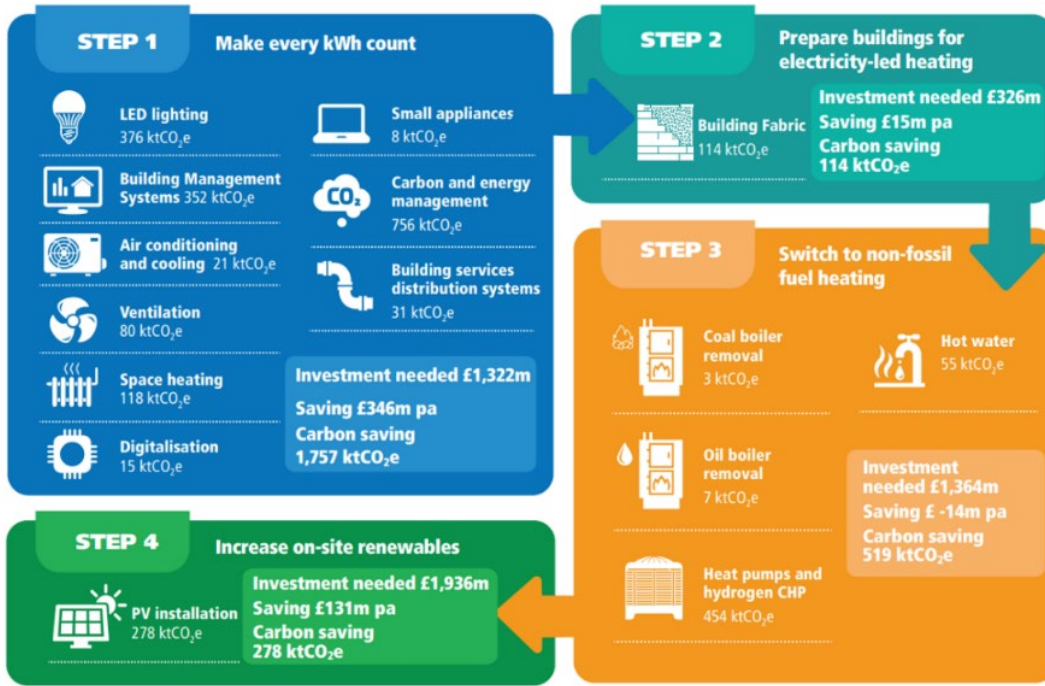 STEP 1
Make every kWh count
LED lighting
376 ktCO₂e
Building Management
Systems 352 ktCO₂e
Air conditioning
and cooling 21 ktCO₂e
Ventilation
80 ktCO₂e
Space heating
118 ktCO₂e
Digitalisation
15 ktCO₂e
Small appliances
8 ktCO₂e
CO₂
Carbon and energy
management
756 ktCO₂e
Building services
distribution systems
31 ktCO₂e
Investment needed £1,322m
Saving £346m pa
Carbon saving
1,757 ktCO₂e
STEP 2
Prepare buildings for
electricity-led heating
Building Fabric
114 ktCO₂e
Investment needed £326m
Saving £15m pa
Carbon saving
114 ktCO₂e
STEP 3
Switch to non-fossil
fuel heating
Coal boiler
removal
3 ktCO₂e
Oil boiler
removal
7 ktCO₂e
Heat pumps and
hydrogen CHP
454 ktCO₂e
Hot water
55 ktCO₂e
Investment
needed £1,364m
Saving £ -14m pa
Carbon saving
519 ktCO₂e
STEP 4
Increase on-site renewables
PV installation
278 ktCO₂e
Investment needed £1,936m
Saving £131m pa
Carbon saving
278 ktCO₂e